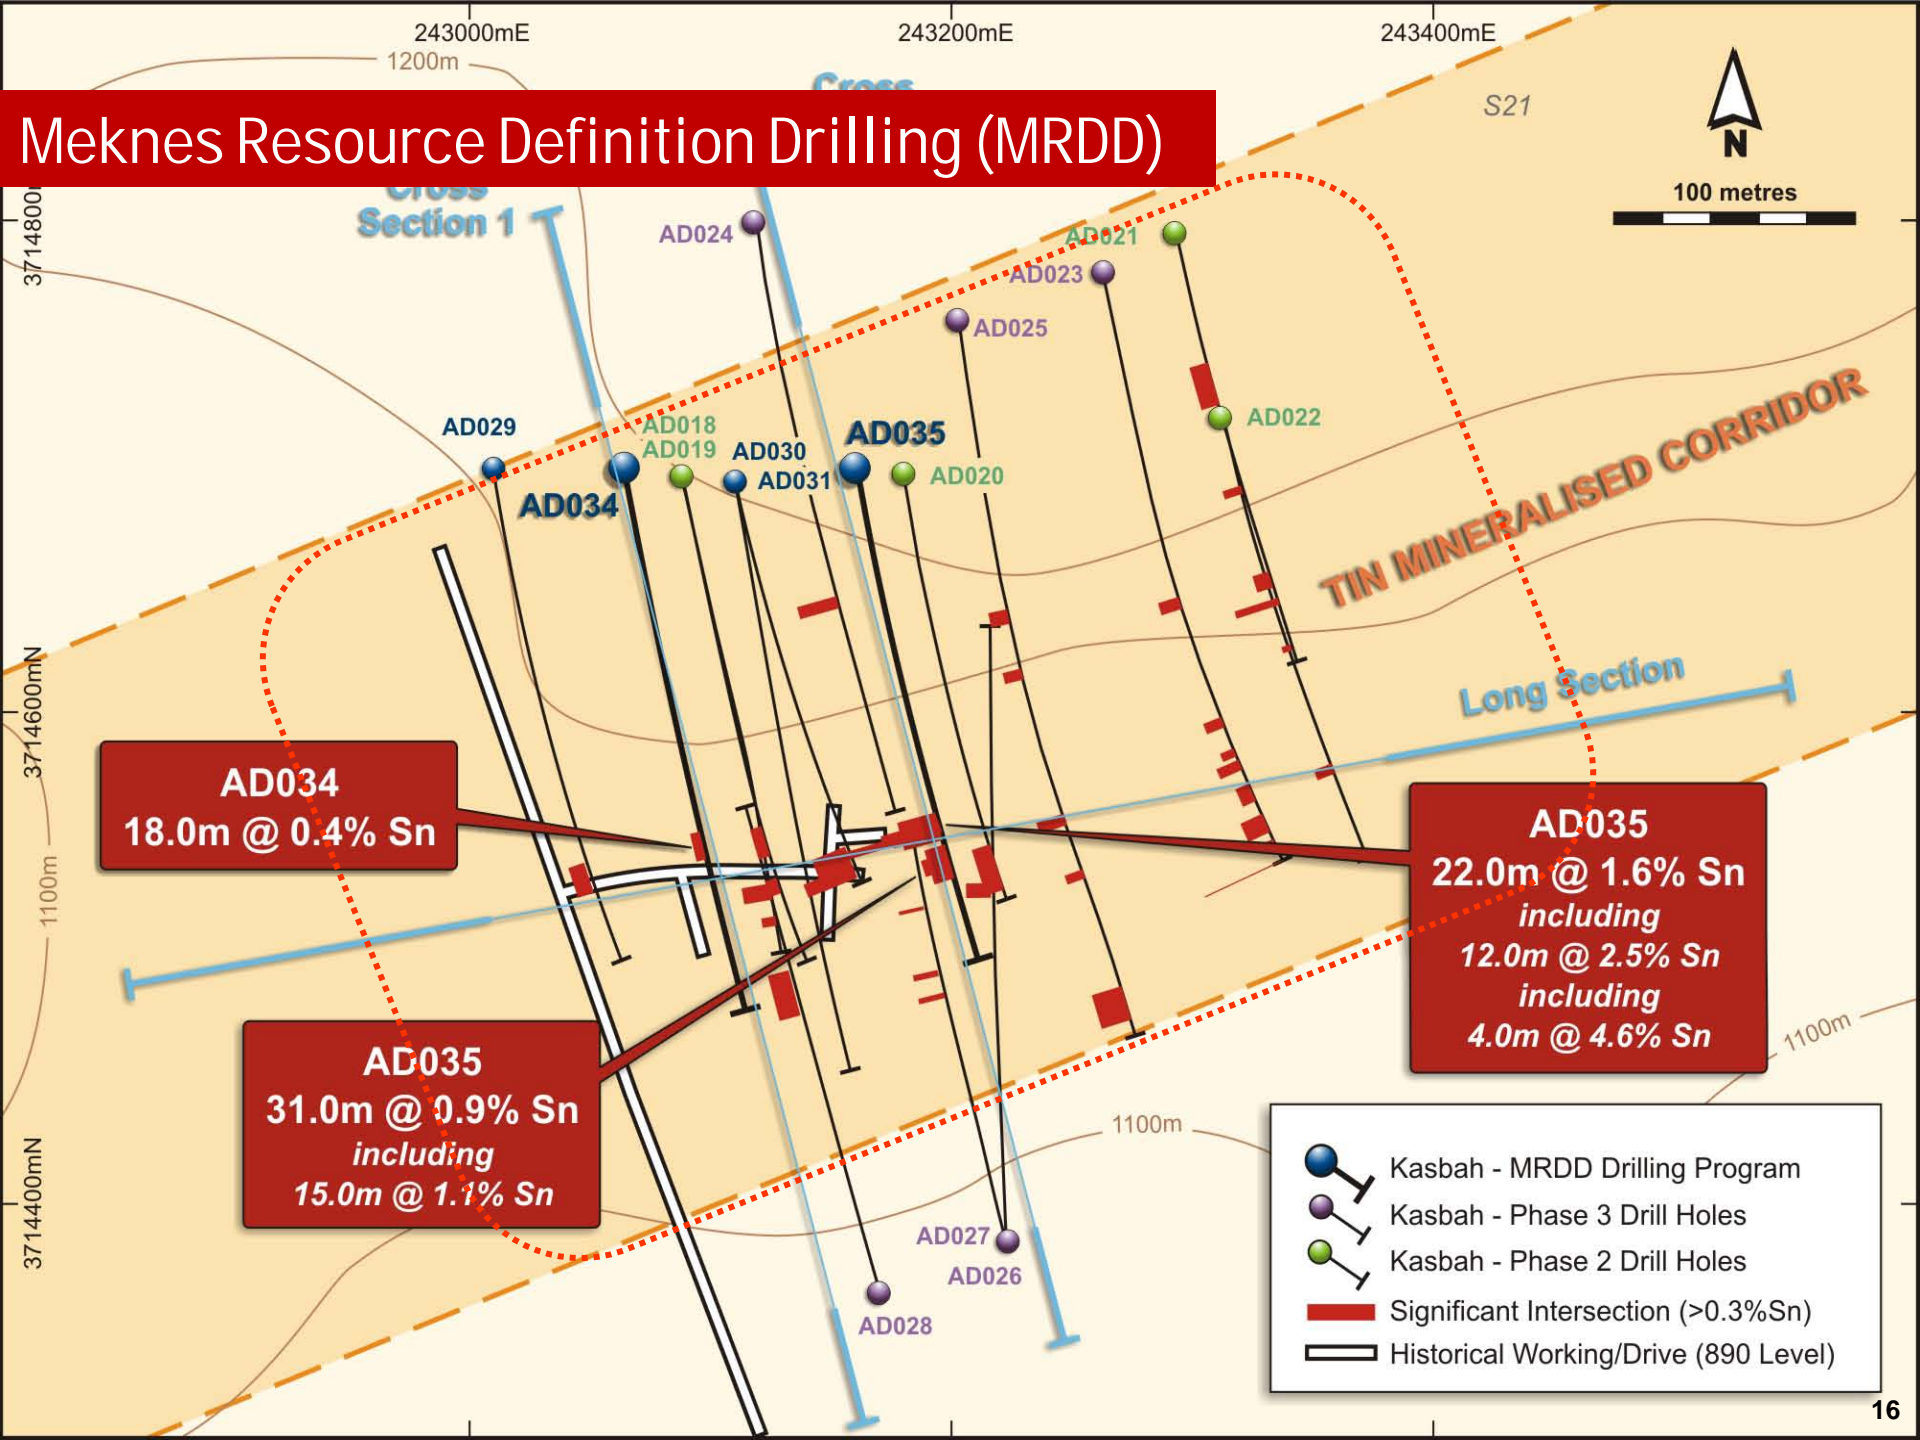 243000mE
243200mE
243400mE
1200m
Cross
S21
Meknes Resource Definition Drilling (MRDD)
N
100 metres
Cross
Section 1
AD024
AD021
AD023
AD025
AD022
AD029
AD018
AD019
AD030
AD031
AD035
AD020
AD034
TIN MINERALISED CORRIDOR
3714600mN
Long Section
AD034
18.0m @ 0.4% Sn
AD035
22.0m @ 1.6% Sn
including
12.0m @ 2.5% Sn
including
4.0m @ 4.6% Sn
1100m
AD035
31.0m @ 0.9% Sn
including
15.0m @ 1.1% Sn
1100m
1100m
3714400mN
AD027
AD026
AD028
Kasbah - MRDD Drilling Program
Kasbah - Phase 3 Drill Holes
Kasbah - Phase 2 Drill Holes
Significant Intersection (>0.3%Sn)
Historical Working/Drive (890 Level)
16